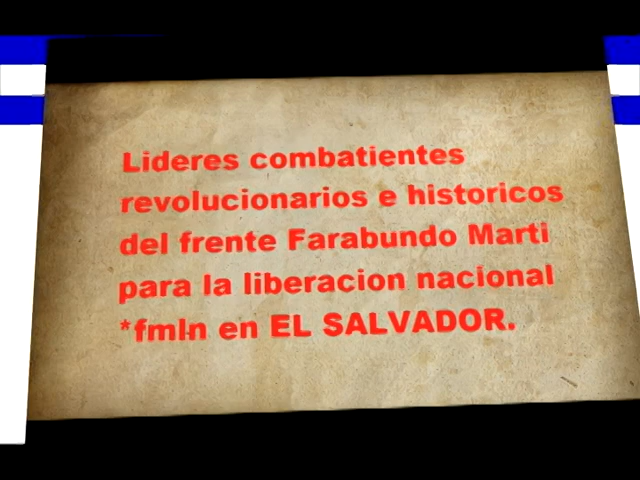 Lideres combatientes
revolucionarios e historicos
del frente Farabundo Marti
para la liberacion nacional
*fmln en EL SALVADOR.